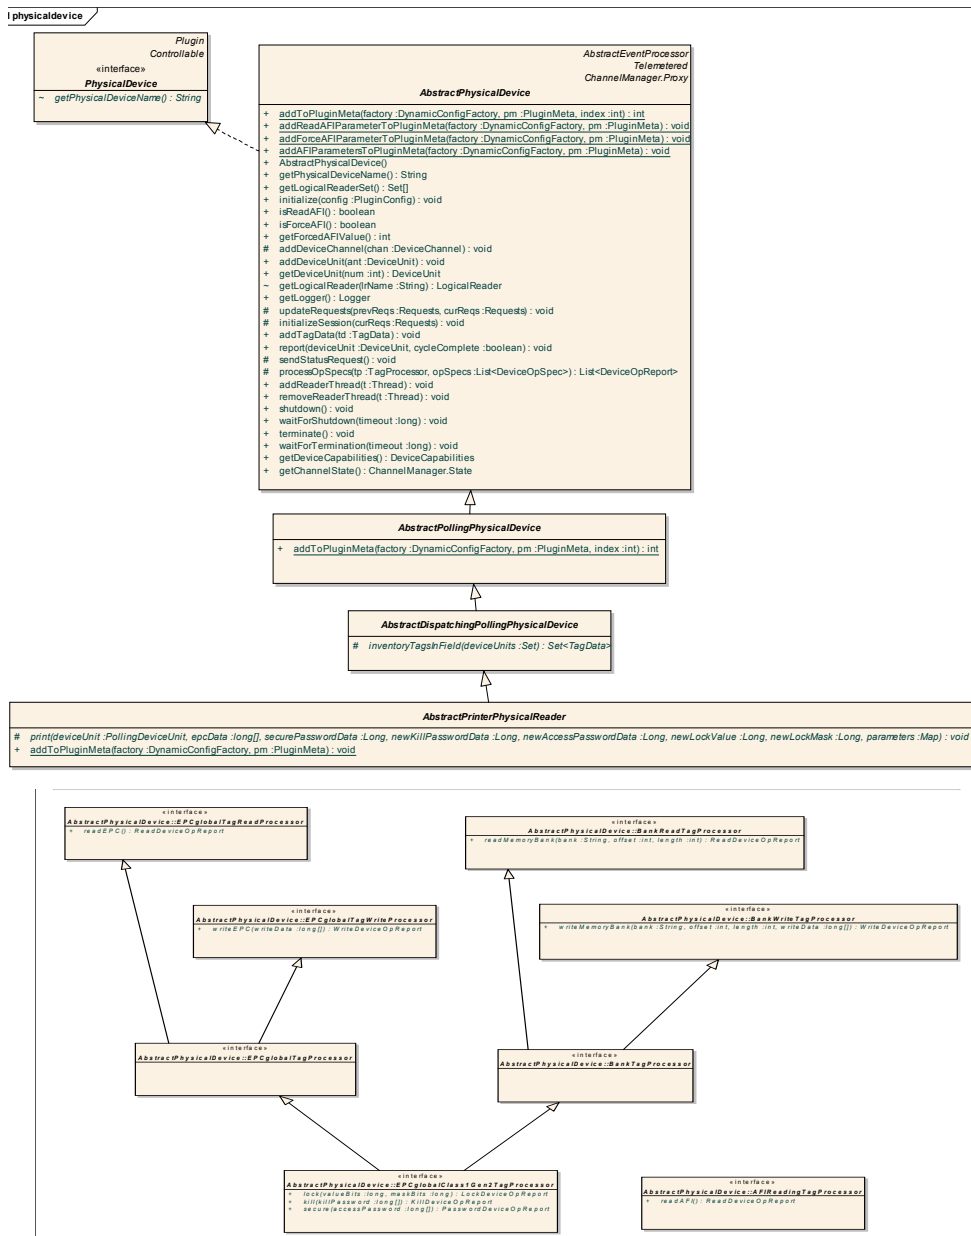 l physicaldevice
Plugin
Controllable
«interface»
PhysicalDevice
~ getPhysicalDeviceName() : String
AbstractEventProcessor
Telemetered
ChannelManager.Proxy
AbstractPhysicalDevice
+ addToPluginMeta(factory :DynamicConfigFactory, pm :PluginMeta, index :int) : int
+ addReadAFIParameterToPluginMeta(factory :DynamicConfigFactory, pm :PluginMeta) : void
+ addForceAFIParameterToPluginMeta(factory :DynamicConfigFactory, pm :PluginMeta) : void
+ addAFIParametersToPluginMeta(factory :DynamicConfigFactory, pm :PluginMeta) : void
+ AbstractPhysicalDevice()
+ getPhysicalDeviceName() : String
+ getLogicalReaderSet() : Set[]
+ initialize(config :PluginConfig) : void
+ isReadAFI() : boolean
+ isForceAFI() : boolean
+ getForcedAFIValue() : int
# addDeviceChannel(chan :DeviceChannel) : void
+ addDeviceUnit(ant :DeviceUnit) : void
+ getDeviceUnit(num :int) : DeviceUnit
~ getLogicalReader(lrName :String) : LogicalReader
+ getLogger() : Logger
# updateRequests(prevReqs :Requests, curReqs :Requests) : void
# initializeSession(curReqs :Requests) : void
+ addTagData(td :TagData) : void
+ report(deviceUnit :DeviceUnit, cycleComplete :boolean) : void
# sendStatusRequest() : void
# processOpSpecs(tp :TagProcessor, opSpecs :List<DeviceOpSpec>) : List<DeviceOpReport>
+ addReaderThread(t :Thread) : void
+ removeReaderThread(t :Thread) : void
+ shutdown() : void
+ waitForShutdown(timeout :long) : void
+ terminate() : void
+ waitForTermination(timeout :long) : void
+ getDeviceCapabilities() : DeviceCapabilities
+ getChannelState() : ChannelManager.State
AbstractPollingPhysicalDevice
+ addToPluginMeta(factory :DynamicConfigFactory, pm :PluginMeta, index :int) : int
AbstractDispatchingPollingPhysicalDevice
# inventoryTagsInField(deviceUnits :Set) : Set<TagData>
AbstractPrinterPhysicalReader
# print(deviceUnit :PollingDeviceUnit, epcData :long[], securePasswordData :Long, newKillPasswordData :Long, newAccessPasswordData :Long, newLockValue :Long, newLockMask :Long, parameters :Map) : void
+ addToPluginMeta(factory :DynamicConfigFactory, pm :PluginMeta) : void
«interface»
AbstractPhysicalDevice::EPCglobalTagReadProcessor
+ readEPC() : ReadDeviceOpReport
«interface»
AbstractPhysicalDevice::BankReadTagProcessor
+ readMemoryBank(bank :String, offset :int, length :int) : ReadDeviceOpReport
«interface»
AbstractPhysicalDevice::EPCglobalTagWriteProcessor
+ writeEPC(writeData :long[]) : WriteDeviceOpReport
«interface»
AbstractPhysicalDevice::BankWriteTagProcessor
+ writeMemoryBank(bank :String, offset :int, length :int, writeData :long[]) : WriteDeviceOpReport
«interface»
AbstractPhysicalDevice::EPCglobalTagProcessor
«interface»
AbstractPhysicalDevice::BankTagProcessor
«interface»
AbstractPhysicalDevice::EPCglobalClass1Gen2TagProcessor
+ lock(valueBits :long, maskBits :long) : LockDeviceOpReport
+ kill(killPassword :long[]) : KillDeviceOpReport
+ secure(accessPassword :long[]) : PasswordDeviceOpReport
«interface»
AbstractPhysicalDevice::AFIReadingTagProcessor
+ readAFI() : ReadDeviceOpReport